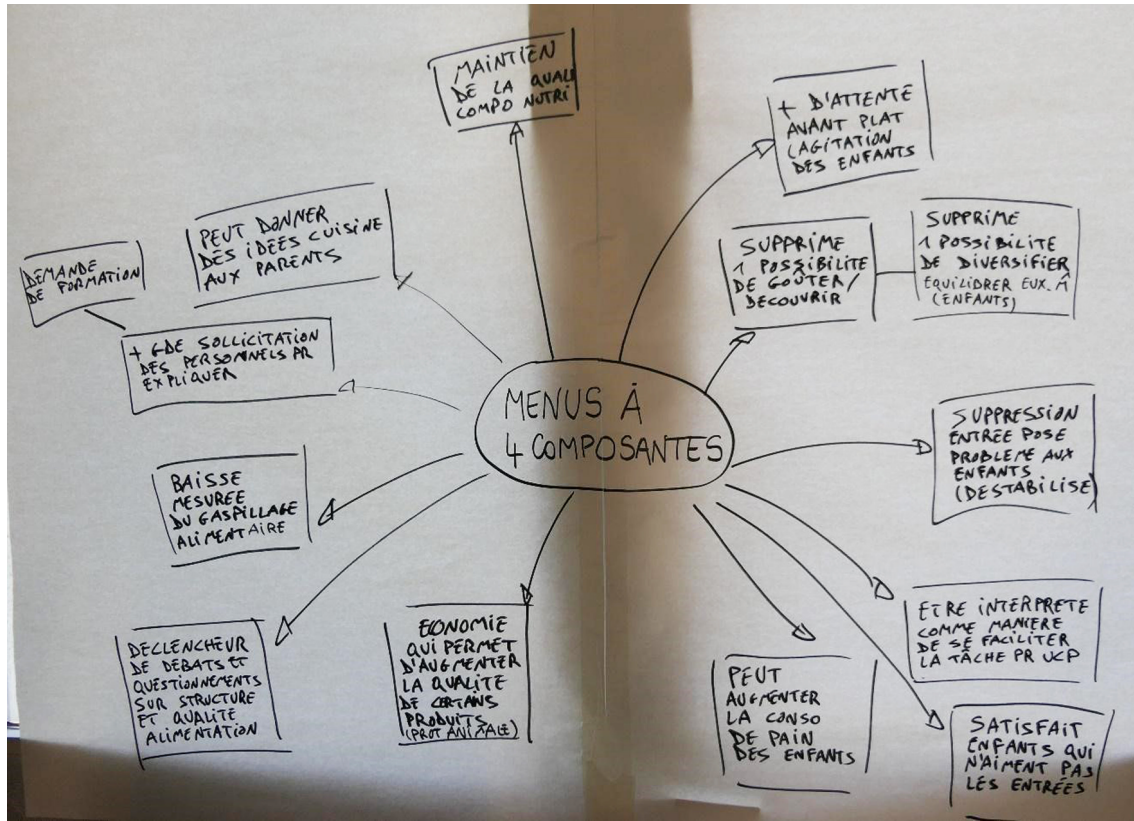 MAINTIEN
DE LA QUALI
COMPO NUTRI
+ D'ATTENTE
AVANT PLAT
(AGITATION
DES ENFANTS
PEUT DONNER
DES IDEES CUISINE
AUX PARENTS
SUPPRIME
1 POSSIBILITE
DE GOÛTER/
DECOUVRIR
SUPPRIME
1 POSSIBILITE
DE DIVERSIFIER
EQUILIBRER EUX. M̂
(ENFANTS)
DEMANDE
DE FORMATION
+ GDE SOLLICITATION
DES PERSONNELS PR
EXPLIQUER
MENUS À
4 COMPOSANTES
SUPPRESSION
ENTREE POSE
PROBLEME AUX
ENFANTS
(DESTABILISE)
BAISSE
MESUREE
DU GASPILLAGE
ALIMENTAIRE
DECLENCHEUR
DE DEBATS ET
QUESTIONNEMENTS
SUR STRUCTURE
ET QUALITE
ALIMENTATION
ECONOMIE
QUI PERMET
D'AUGMENTER
LA QUALITE
DE CERTAINS
PRODUITS
(PROT ANIMALE)
PEUT
AUGMENTER
LA CONSO
DE PAIN
DES ENFANTS
ETRE INTERPRETE
COMME MANIERE
DE SE FACILITER
LA TÂCHE PR UCP
SATISFAIT
ENFANTS QUI
N'AIMENT PAS
LES ENTRÉES